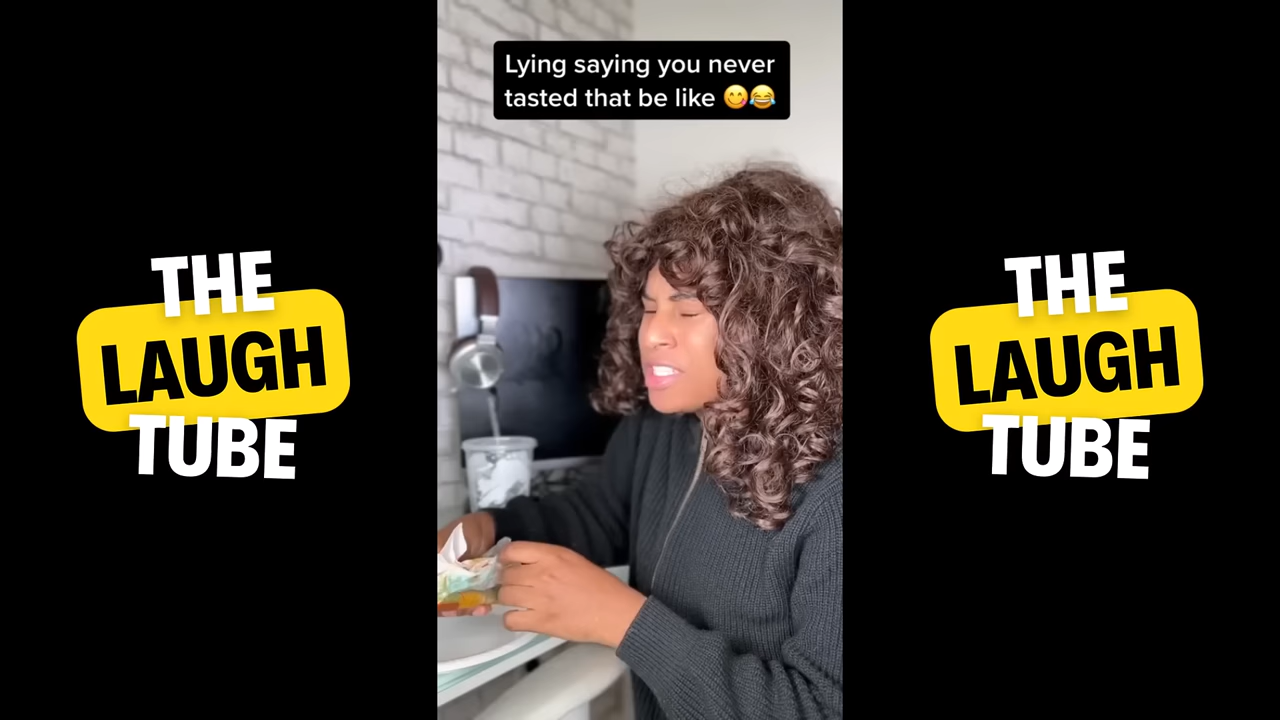 Lying saying you never
tasted that be like 😋😂
THE
LAUGH
TUBE
THE
LAUGH
TUBE